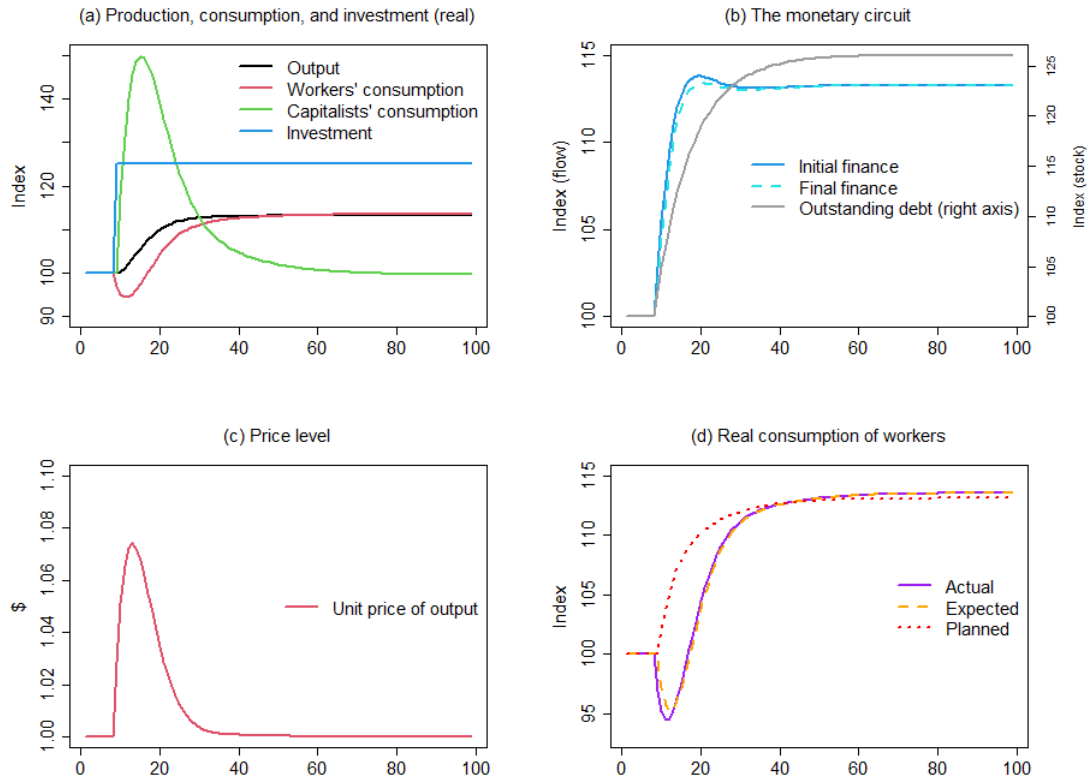 (a) Production, consumption, and investment (real)
Index
140
120
100
90
Output
Workers' consumption
Capitalists' consumption
Investment
0 20 40 60 80 100
(b) The monetary circuit
Index (flow)
115
110
105
100
Initial finance
Final finance
Outstanding debt (right axis)
125
120
115
110
105
100
Index (stock)
0 20 40 60 80 100
(c) Price level
$
1.10
1.08
1.06
1.04
1.02
1.00
Unit price of output
0 20 40 60 80 100
(d) Real consumption of workers
Index
115
110
100
95
Actual
Expected
Planned
0 20 40 60 80 100